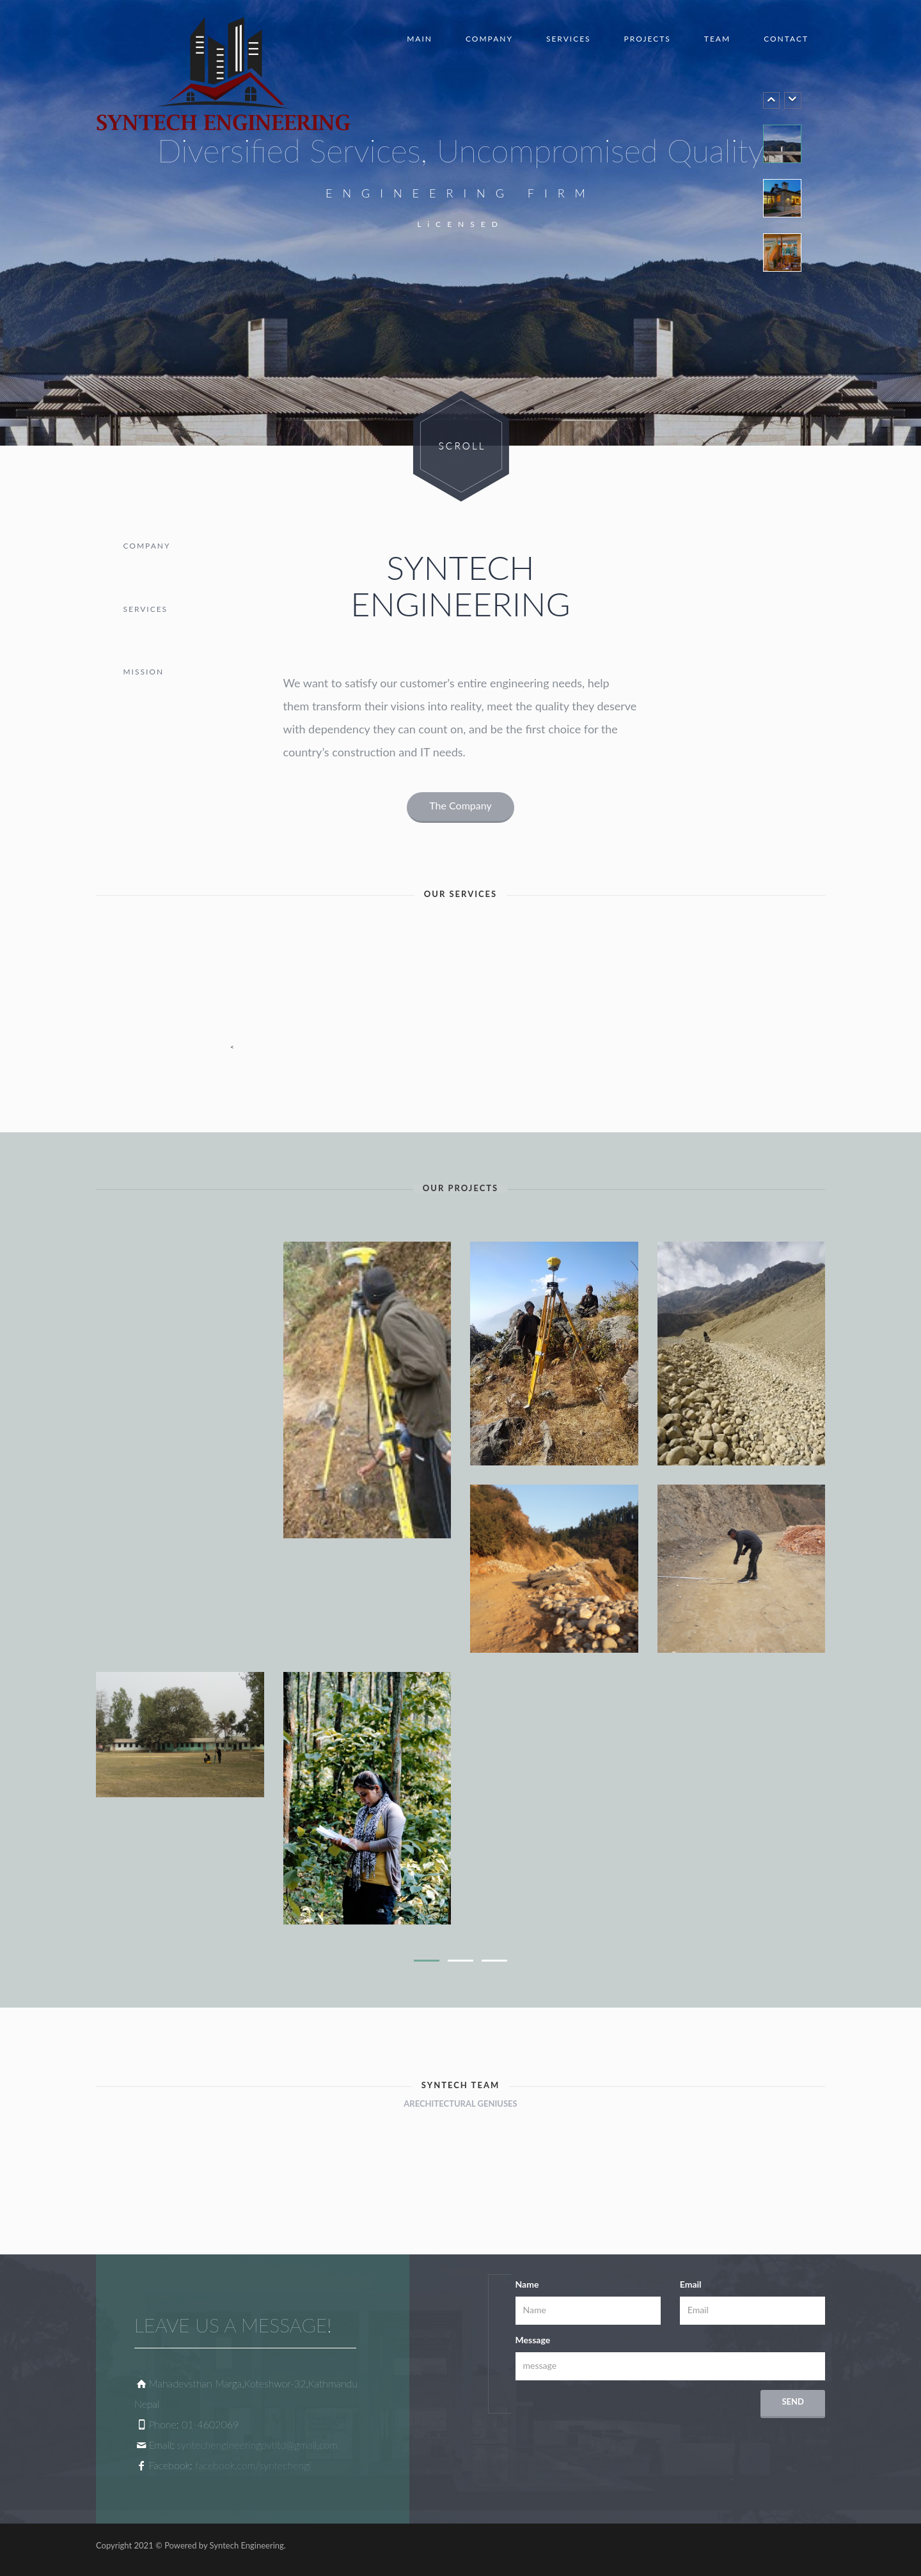 MAIN
COMPANY
SERVICES
PROJECTS
TEAM
CONTACT
SYNTECH ENGINEERING
Diversified Services, Uncompromised Quality
ENGINEERING FIRM
LiCENSED
SCROLL
COMPANY
SERVICES
MISSION
SYNTECH
ENGINEERING
We want to satisfy our customer's entire engineering needs, help
them transform their visions into reality, meet the quality they deserve
with dependency they can count on, and be the first choice for the
country's construction and IT needs.
The Company
OUR SERVICES
<
OUR PROJECTS
SYNTECH TEAM
ARECHITECTURAL GENIUSES
LEAVE US A MESSAGE!
Mahadevsthan Marga,Koteshwor-32,Kathmandu
Nepal
Phone: 01-4602069
Email: syntechengineeringpvtltd@gmail.com
Facebook: facebook.com/syntecheng
Name
Email
Name
Email
Message
message
SEND
Copyright 2021 © Powered by Syntech Engineering.